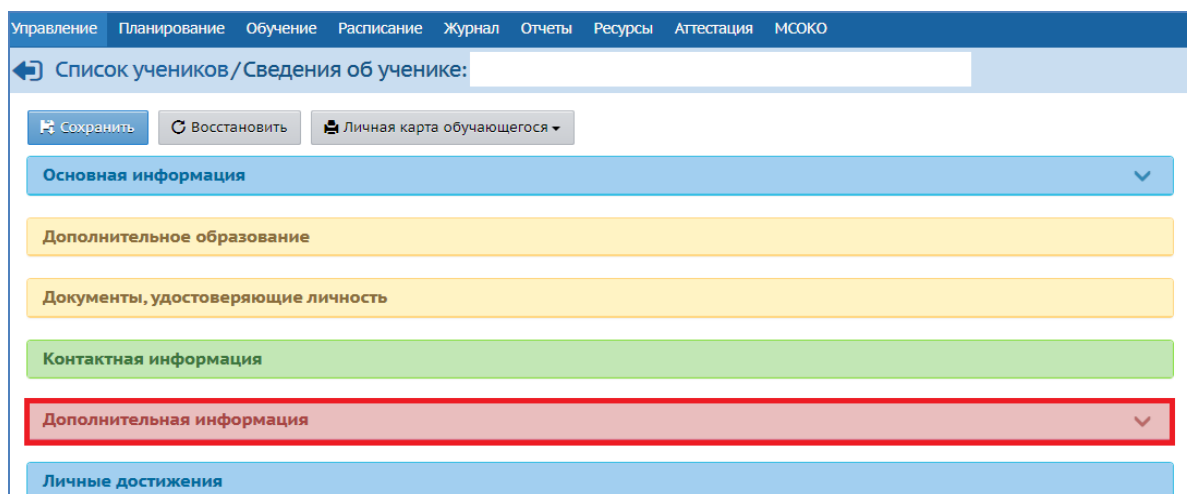 Управление Планирование Обучение Расписание Журнал Отчеты Ресурсы Аттестация МСОКО
Список учеников/Сведения об ученике:
Сохранить Восстановить Личная карта обучающегося
Основная информация
Дополнительное образование
Документы, удостоверяющие личность
Контактная информация
Дополнительная информация
Личные достижения